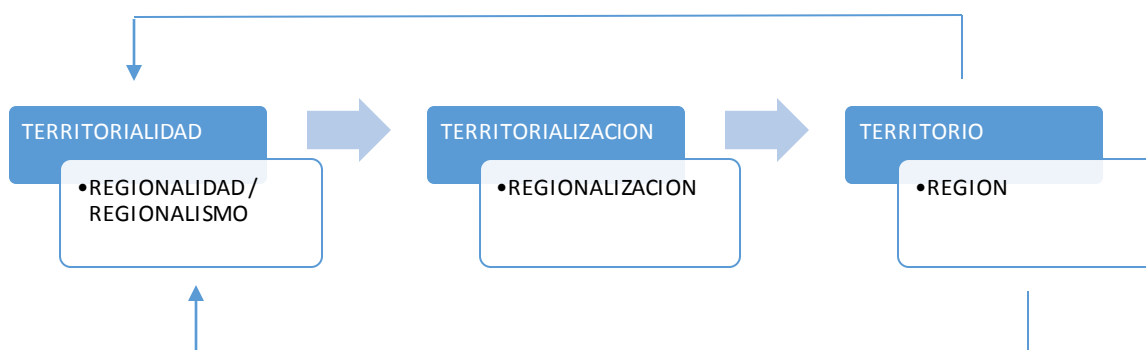 TERRITORIALIDAD
•REGIONALIDAD/
REGIONALISMO
TERRITORIALIZACION
•REGIONALIZACION
TERRITORIO
•REGION